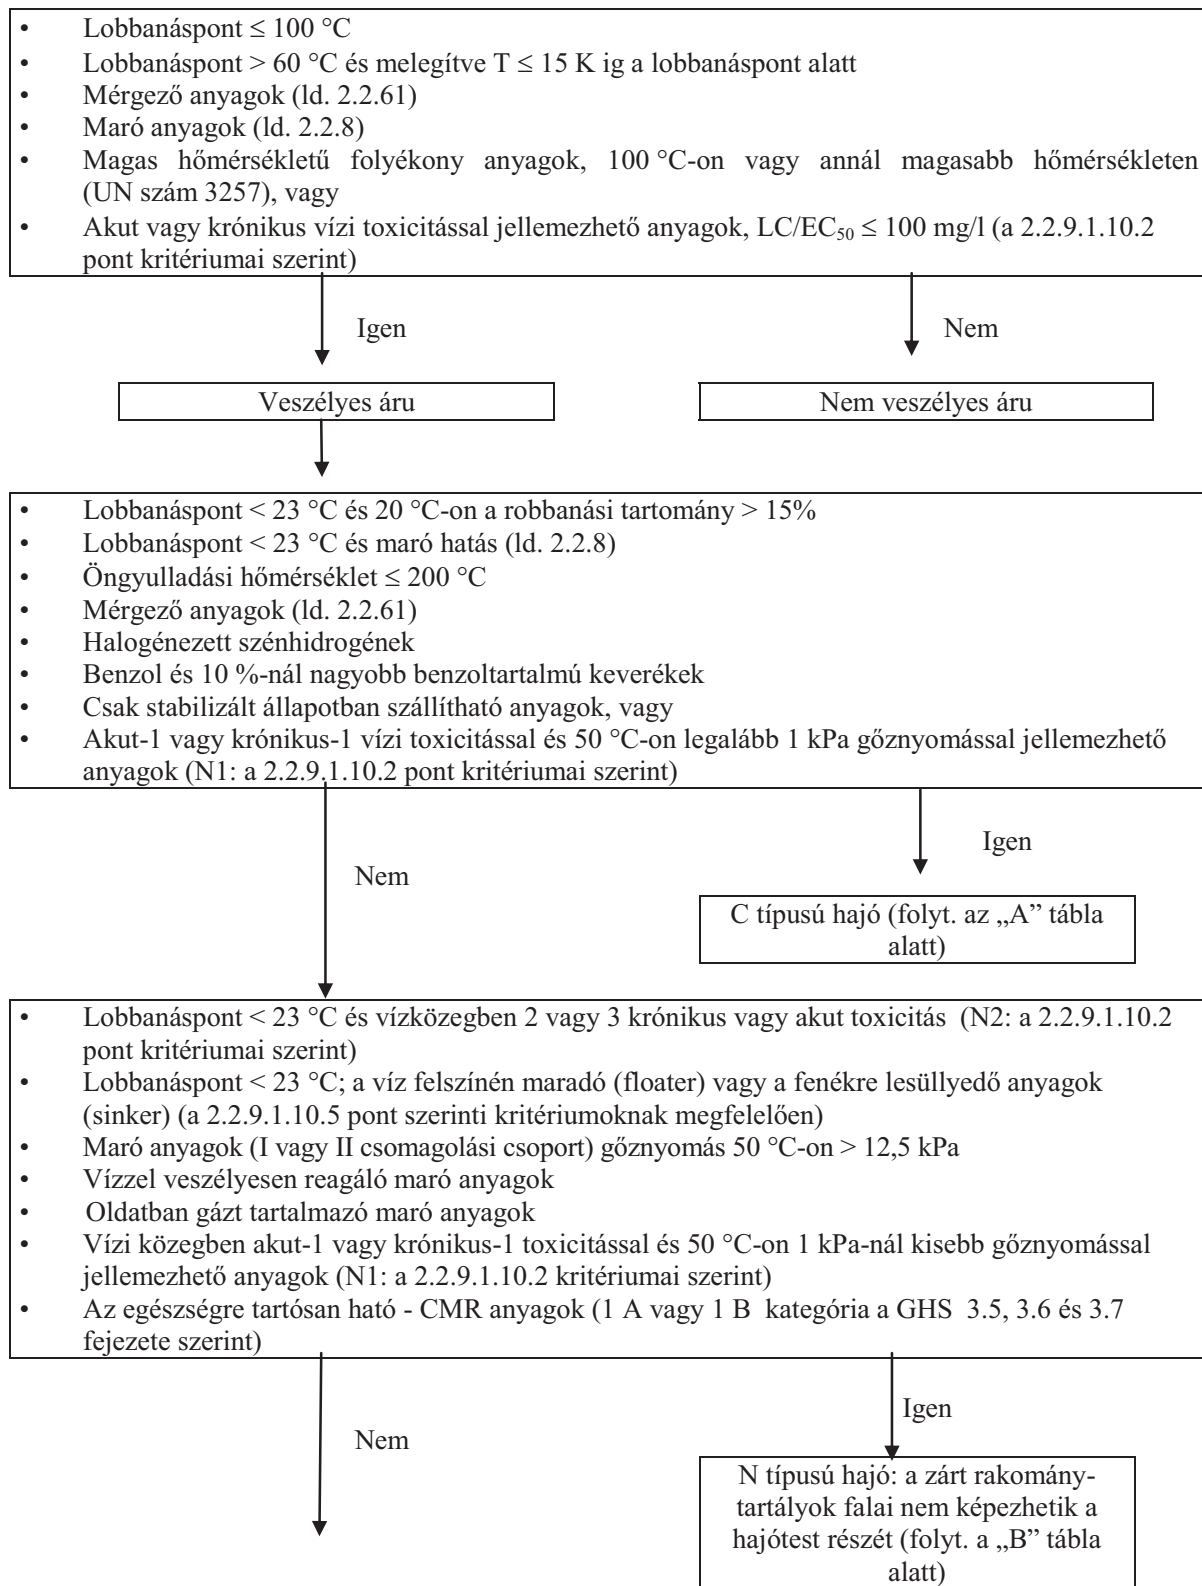 • Lobbanáspont ≤ 100 °C
• Lobbanáspont > 60 °C és melegítve T ≤ 15 K ig a lobbanáspont alatt
• Mérgező anyagok (ld. 2.2.61)
• Maró anyagok (ld. 2.2.8)
• Magas hőmérsékletű folyékony anyagok, 100 °C-on vagy annál magasabb hőmérsékleten
(UN szám 3257), vagy
• Akut vagy krónikus vízi toxicitással jellemezhető anyagok, LC/EC₅₀ ≤ 100 mg/l (a 2.2.9.1.10.2
pont kritériumai szerint)
Igen
Nem
Veszélyes áru
Nem veszélyes áru
• Lobbanáspont < 23 °C és 20 °C-on a robbanási tartomány > 15%
• Lobbanáspont < 23 °C és maró hatás (ld. 2.2.8)
• Öngyulladási hőmérséklet ≤ 200 °C
• Mérgező anyagok (ld. 2.2.61)
• Halogénezett szénhidrogének
• Benzol és 10 %-nál nagyobb benzoltartalmú keverékek
• Csak stabilizált állapotban szállítható anyagok, vagy
• Akut-1 vagy krónikus-1 vízi toxicitással és 50 °C-on legalább 1 kPa gőznyomással jellemezhető
anyagok (N1: a 2.2.9.1.10.2 pont kritériumai szerint)
Igen
Nem
C típusú hajó (folyt. az „A” tábla
alatt)
• Lobbanáspont < 23 °C és vízközegben 2 vagy 3 krónikus vagy akut toxicitás (N2: a 2.2.9.1.10.2
pont kritériumai szerint)
• Lobbanáspont < 23 °C; a víz felszínén maradó (floater) vagy a fenékre lesüllyedő anyagok
(sinker) (a 2.2.9.1.10.5 pont szerinti kritériumoknak megfelelően)
• Maró anyagok (I vagy II csomagolási csoport) gőznyomás 50 °C-on > 12,5 kPa
• Vízzel veszélyesen reagáló maró anyagok
• Oldatban gázt tartalmazó maró anyagok
• Vízi közegben akut-1 vagy krónikus-1 toxicitással és 50 °C-on 1 kPa-nál kisebb gőznyomással
jellemezhető anyagok (N1: a 2.2.9.1.10.2 kritériumai szerint)
• Az egészségre tartósan ható - CMR anyagok (1 A vagy 1 B kategória a GHS 3.5, 3.6 és 3.7
fejezete szerint)
Igen
Nem
N típusú hajó: a zárt rakomány-
tartályok falai nem képezhetik a
hajótest részét (folyt. a „B” tábla
alatt)